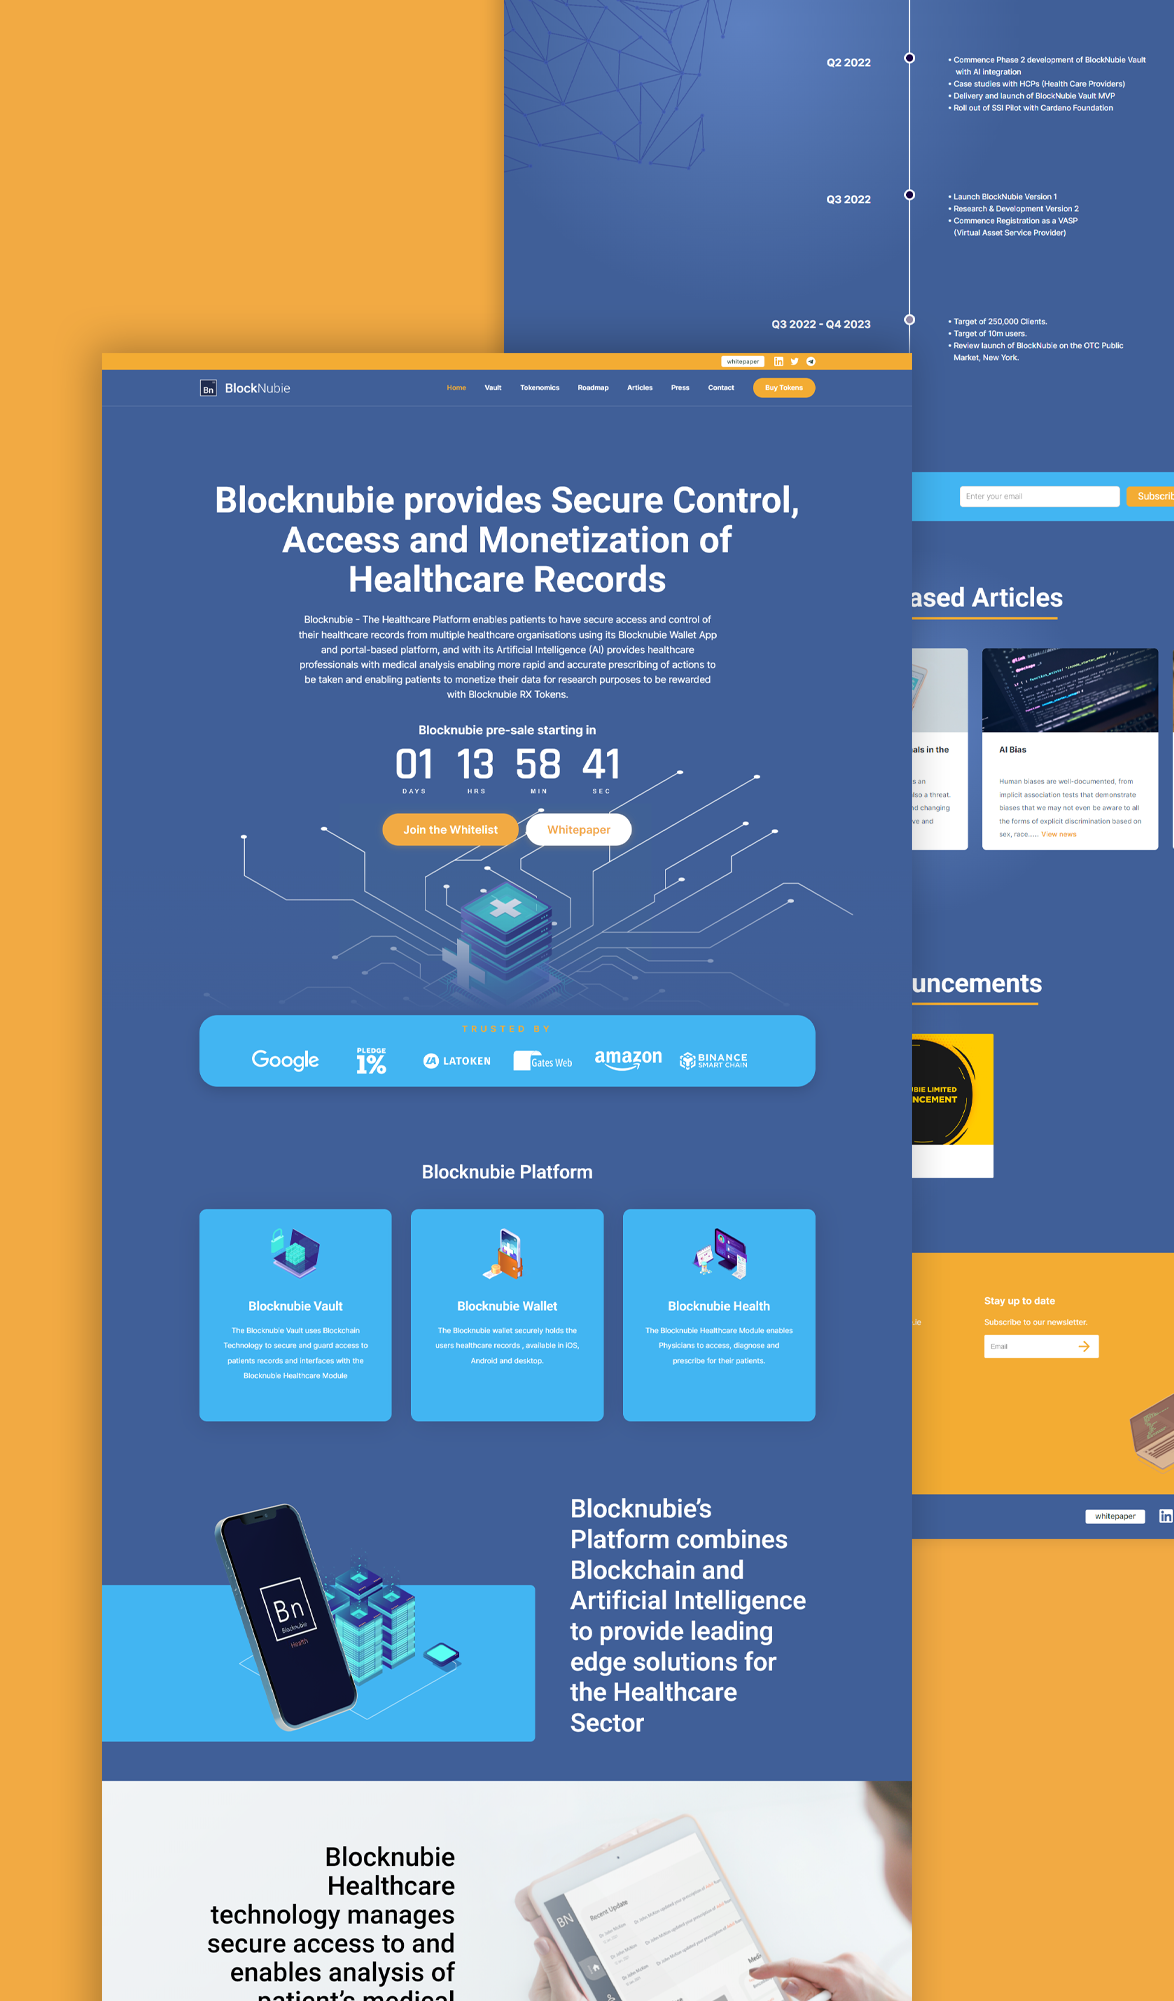 Q2 2022
• Commence Phase 2 development of BlockNubie Vault
with AI integration
• Case studies with HCPs (Health Care Providers)
• Delivery and launch of BlockNubie Vault MVP
• Roll out of SSI Pilot with Cardano Foundation
Q3 2022
• Launch BlockNubie Version 1
• Research & Development Version 2
• Commence Registration as a VASP
(Virtual Asset Service Provider)
Q3 2022 - Q4 2023
• Target of 250,000 Clients.
• Target of 10m users.
• Review launch of BlockNubie on the OTC Public
Market, New York.
whitepaper
Bn BlockNubie
Home Vault Tokenomics Roadmap Articles Press Contact Buy Tokens
Blocknubie provides Secure Control,
Access and Monetization of
Healthcare Records
Blocknubie - The Healthcare Platform enables patients to have secure access and control of
their healthcare records from multiple healthcare organisations using its Blocknubie Wallet App
and portal-based platform, and with its Artificial Intelligence (AI) provides healthcare
professionals with medical analysis enabling more rapid and accurate prescribing of actions to
be taken and enabling patients to monetize their data for research purposes to be rewarded
with Blocknubie RX Tokens.
Blocknubie pre-sale starting in
01 13 58 41
DAYS HRS MIN SEC
Join the Whitelist Whitepaper
TRUSTED BY
Google
PLEDGE
1%
LA LATOKEN
Gates Web
amazon
BINANCE
SMART CHAIN
Blocknubie Platform
Blocknubie Vault
The Blocknubie Vault uses Blockchain
Technology to secure and guard access to
patients records and interfaces with the
Blocknubie Healthcare Module
Blocknubie Wallet
The Blocknubie wallet securely holds the
users healthcare records , available in iOS,
Android and desktop.
Blocknubie Health
The Blocknubie Healthcare Module enables
Physicians to access, diagnose and
prescribe for their patients.
Bn
Blocknubie
Health
Blocknubie's
Platform combines
Blockchain and
Artificial Intelligence
to provide leading
edge solutions for
the Healthcare
Sector
Blocknubie
Healthcare
technology manages
secure access to and
enables analysis of
patient's medical
BN
Recent Update
Enter your email
Subscrib
ased Articles
als in the
s an
lso a threat.
nd changing
ve and
AI Bias
Human biases are well-documented, from
implicit association tests that demonstrate
biases that we may not even be aware to all
the forms of explicit discrimination based on
sex, race..... View news
uncements
BIE LIMITED
NCEMENT
.ie
Stay up to date
Subscribe to our newsletter.
Email
whitepaper